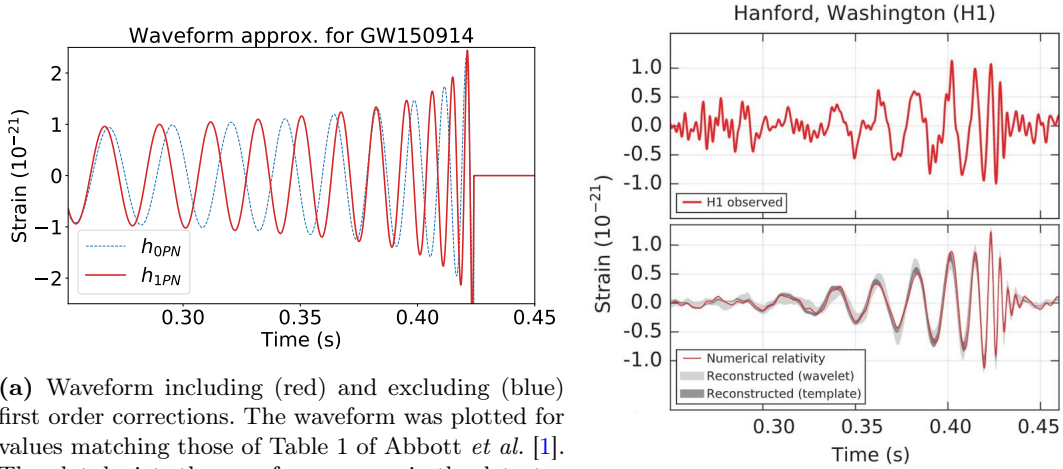 Waveform approx. for GW150914
Strain (10⁻²¹)
2
1
0
−1
−2
h0PN
h1PN
0.30 0.35 0.40 0.45
Time (s)
(a) Waveform including (red) and excluding (blue)
first order corrections. The waveform was plotted for
values matching those of Table 1 of Abbott et al. [1].
Hanford, Washington (H1)
1.0
0.5
0.0
-0.5
-1.0
H1 observed
Strain (10⁻²¹)
1.0
0.5
0.0
-0.5
-1.0
Numerical relativity
Reconstructed (wavelet)
Reconstructed (template)
0.30 0.35 0.40 0.45
Time (s)